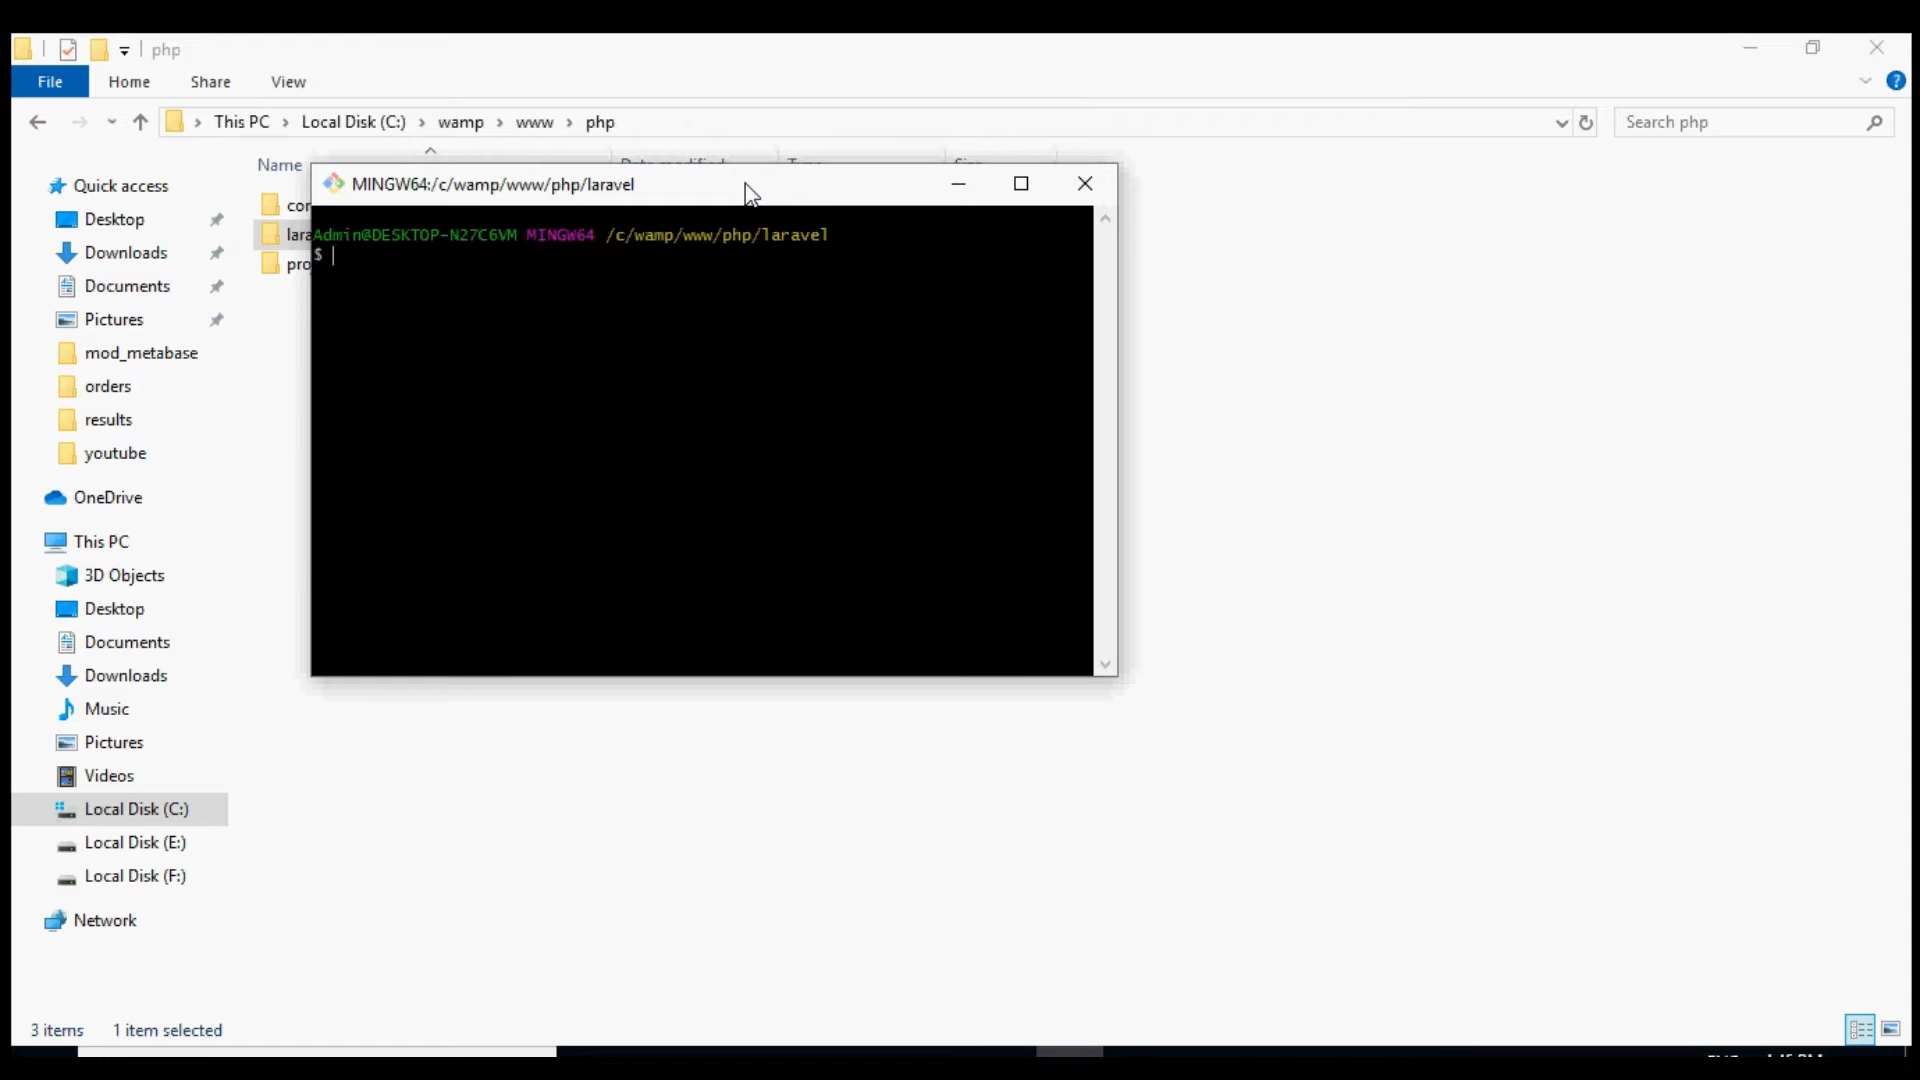 php
File Home Share View
This PC Local Disk (C:) wamp www php
Search php
Name
MINGW64:/c/wamp/www/php/laravel
Admin@DESKTOP-N27C6VM MINGW64 /c/wamp/www/php/laravel
$
Quick access
Desktop
Downloads
Documents
Pictures
mod_metabase
orders
results
youtube
OneDrive
This PC
3D Objects
Desktop
Documents
Downloads
Music
Pictures
Videos
Local Disk (C:)
Local Disk (E:)
Local Disk (F:)
Network
3 items 1 item selected